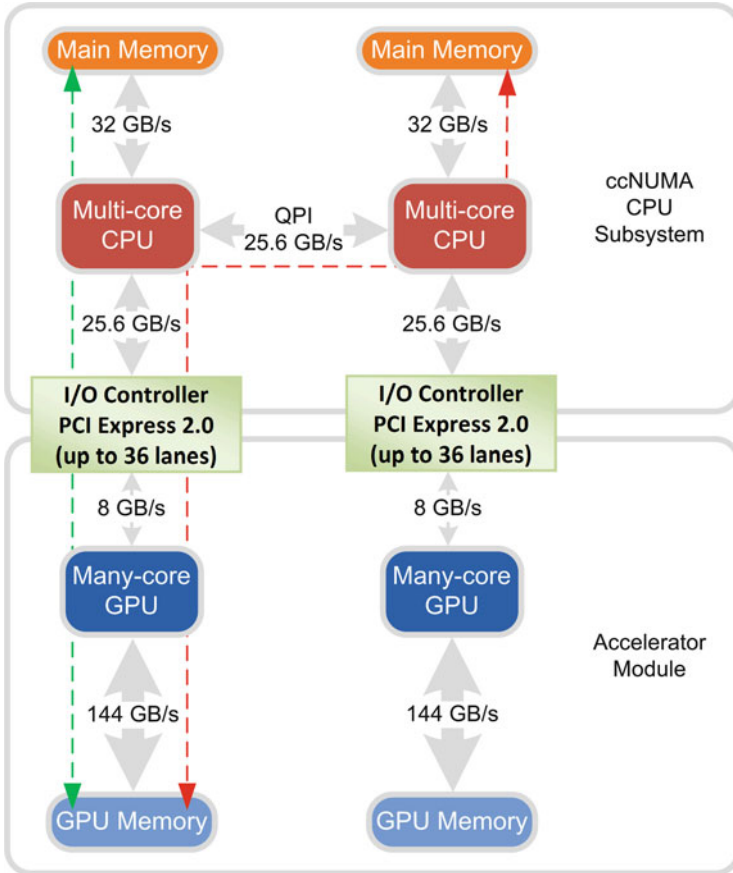 Main Memory
Main Memory
32 GB/s
32 GB/s
ccNUMA
CPU
Subsystem
Multi-core
CPU
QPI
25.6 GB/s
Multi-core
CPU
25.6 GB/s
25.6 GB/s
I/O Controller
PCI Express 2.0
(up to 36 lanes)
I/O Controller
PCI Express 2.0
(up to 36 lanes)
8 GB/s
8 GB/s
Many-core
GPU
Many-core
GPU
Accelerator
Module
144 GB/s
144 GB/s
GPU Memory
GPU Memory